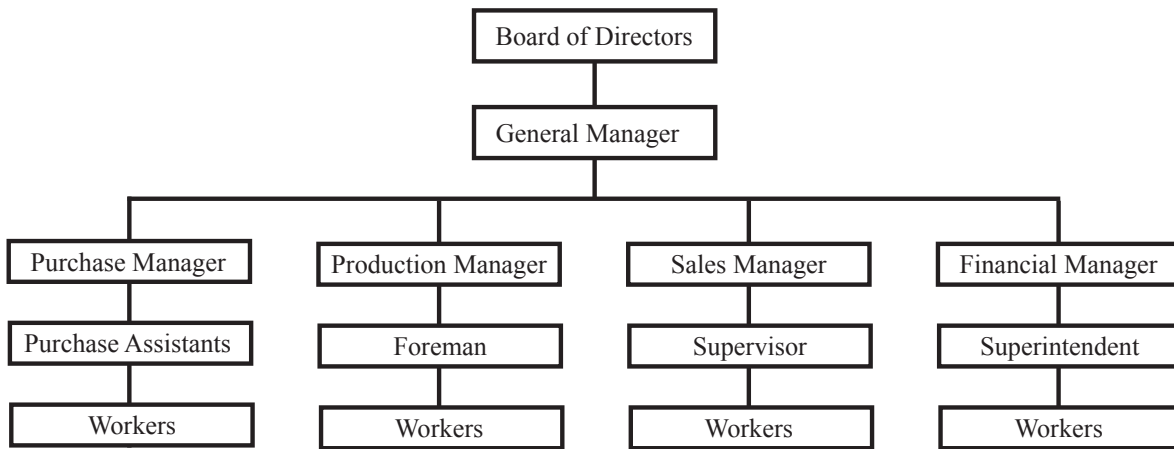 Board of Directors
General Manager
Purchase Manager
Production Manager
Sales Manager
Financial Manager
Purchase Assistants
Foreman
Supervisor
Superintendent
Workers
Workers
Workers
Workers